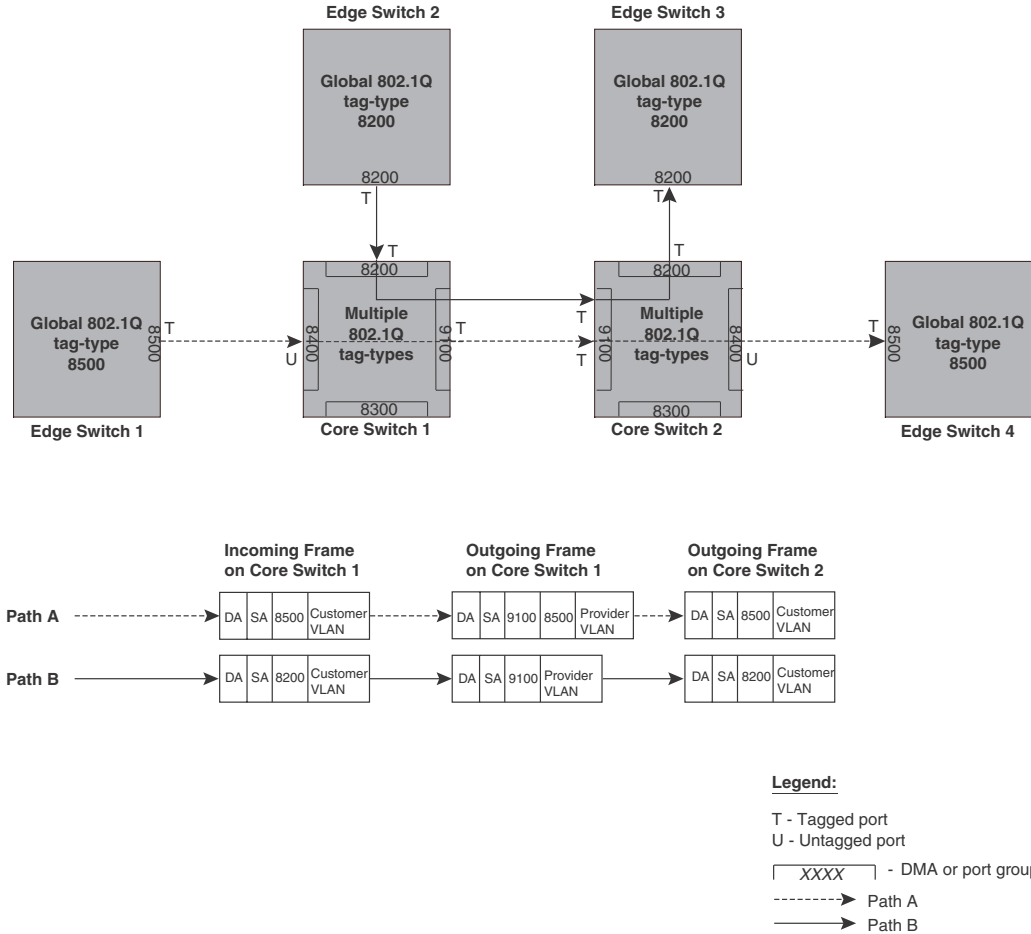 Edge Switch 2
Edge Switch 3
Global 802.1Q
tag-type
8200
8200
T
Global 802.1Q
tag-type
8200
8200
T
T
8200
T
8200
Global 802.1Q
tag-type
8500
8500
T
U
8400
Multiple
802.1Q
tag-types
9100
T
T
T
9100
Multiple
802.1Q
tag-types
8400
U
T
8500
Global 802.1Q
tag-type
8500
8300
8300
Edge Switch 1
Core Switch 1
Core Switch 2
Edge Switch 4
Incoming Frame
on Core Switch 1
Outgoing Frame
on Core Switch 1
Outgoing Frame
on Core Switch 2
Path A
DA SA 8500 Customer
VLAN
DA SA 9100 8500 Provider
VLAN
DA SA 8500 Customer
VLAN
Path B
DA SA 8200 Customer
VLAN
DA SA 9100 Provider
VLAN
DA SA 8200 Customer
VLAN
Legend:
T - Tagged port
U - Untagged port
XXXX - DMA or port group
Path A
Path B